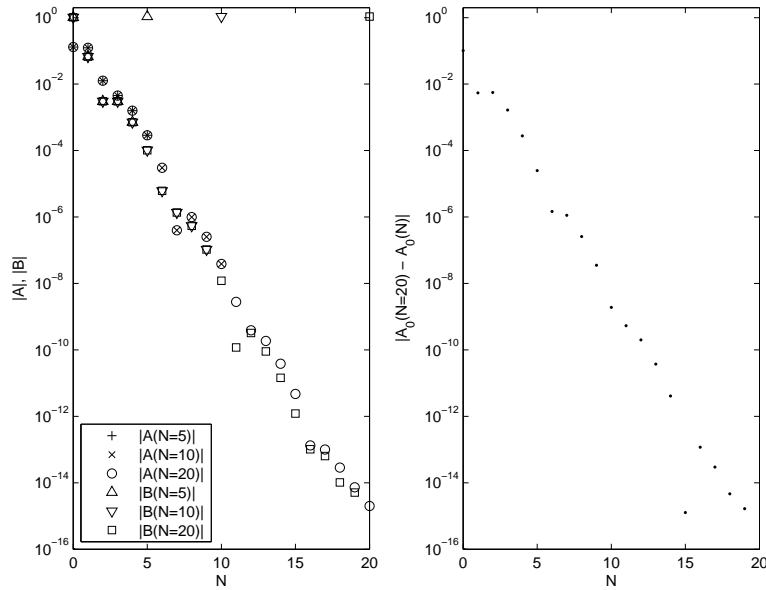 10^0
10^-2
10^-4
10^-6
10^-8
10^-10
10^-12
10^-14
10^-16
|A|, |B|
0 5 10 15 20
N
|A(N=5)|
|A(N=10)|
|A(N=20)|
|B(N=5)|
|B(N=10)|
|B(N=20)|
10^0
10^-2
10^-4
10^-6
10^-8
10^-10
10^-12
10^-14
10^-16
|A_0(N=20) − A_0(N)|
0 5 10 15 20
N